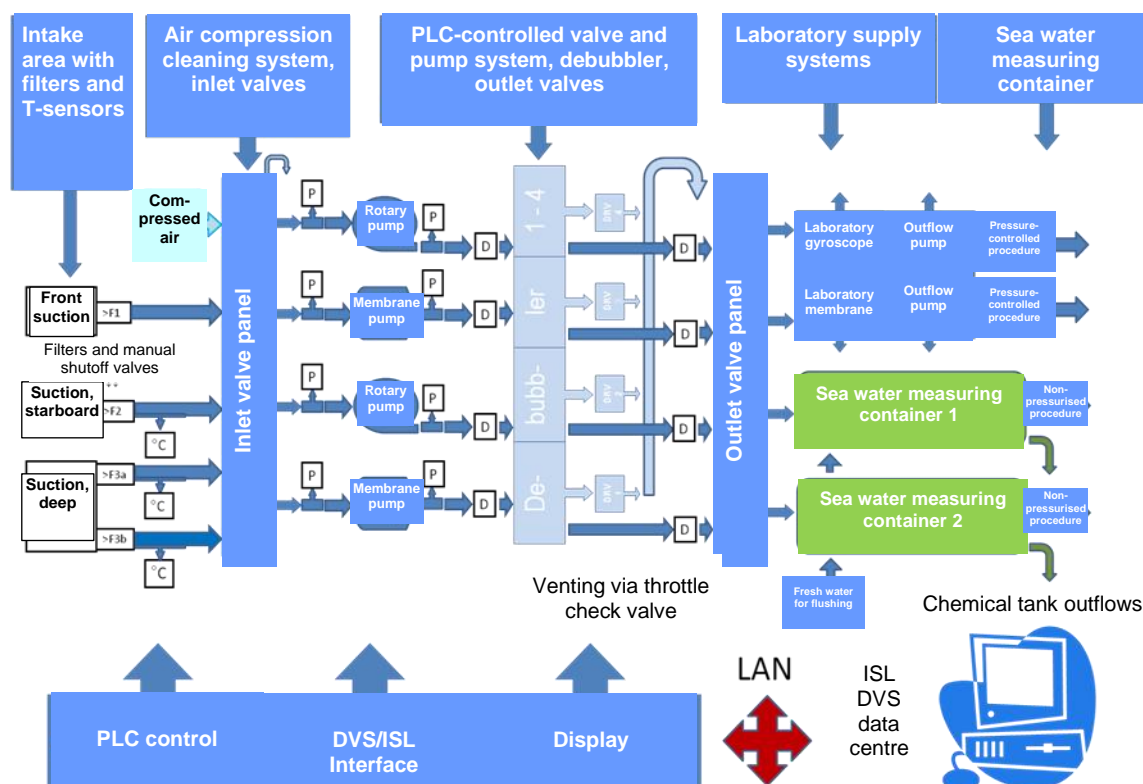 Intake
area with
filters and
T-sensors
Air compression
cleaning system,
inlet valves
PLC-controlled valve and
pump system, debubbler,
outlet valves
Laboratory supply
systems
Sea water
measuring
container
Com-
pressed
air
Front
suction
>F1
Filters and manual
shutoff valves
Suction,
starboard
**
>F2
°C
Suction,
deep
>F3a
°C
>F3b
°C
Inlet valve panel
P
Rotary
pump
P
D
P
Membrane
pump
P
D
P
Rotary
pump
P
D
P
Membrane
pump
P
D
De-
bubb-
ler
1 - 4
DRV
4
DRV
DRV
2
DRV
D
D
D
D
Venting via throttle
check valve
Outlet valve panel
Laboratory
gyroscope
Outflow
pump
Pressure-
controlled
procedure
Laboratory
membrane
Outflow
pump
Pressure-
controlled
procedure
Sea water measuring
container 1
Non-
pressurised
procedure
Sea water measuring
container 2
Non-
pressurised
procedure
Fresh water
for flushing
Chemical tank outflows
PLC control
DVS/ISL
Interface
Display
LAN
ISL
DVS
data
centre